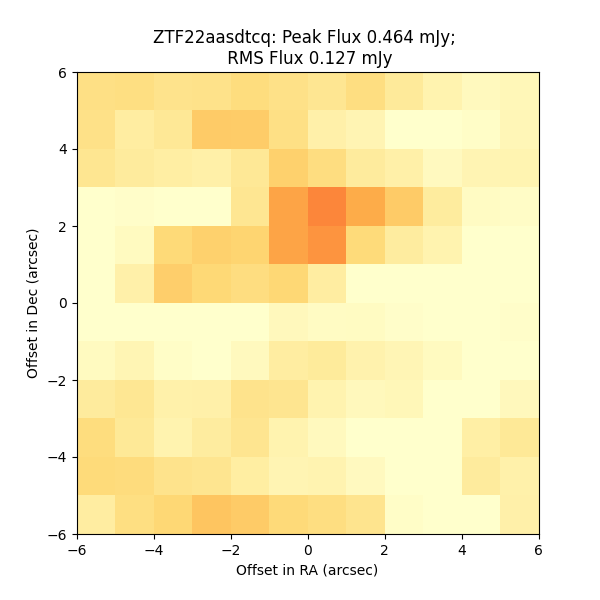 ZTF22aasdtcq: Peak Flux 0.464 mJy;
RMS Flux 0.127 mJy
6
4
2
0
−2
−4
−6
Offset in Dec (arcsec)
−6 −4 −2 0 2 4 6
Offset in RA (arcsec)